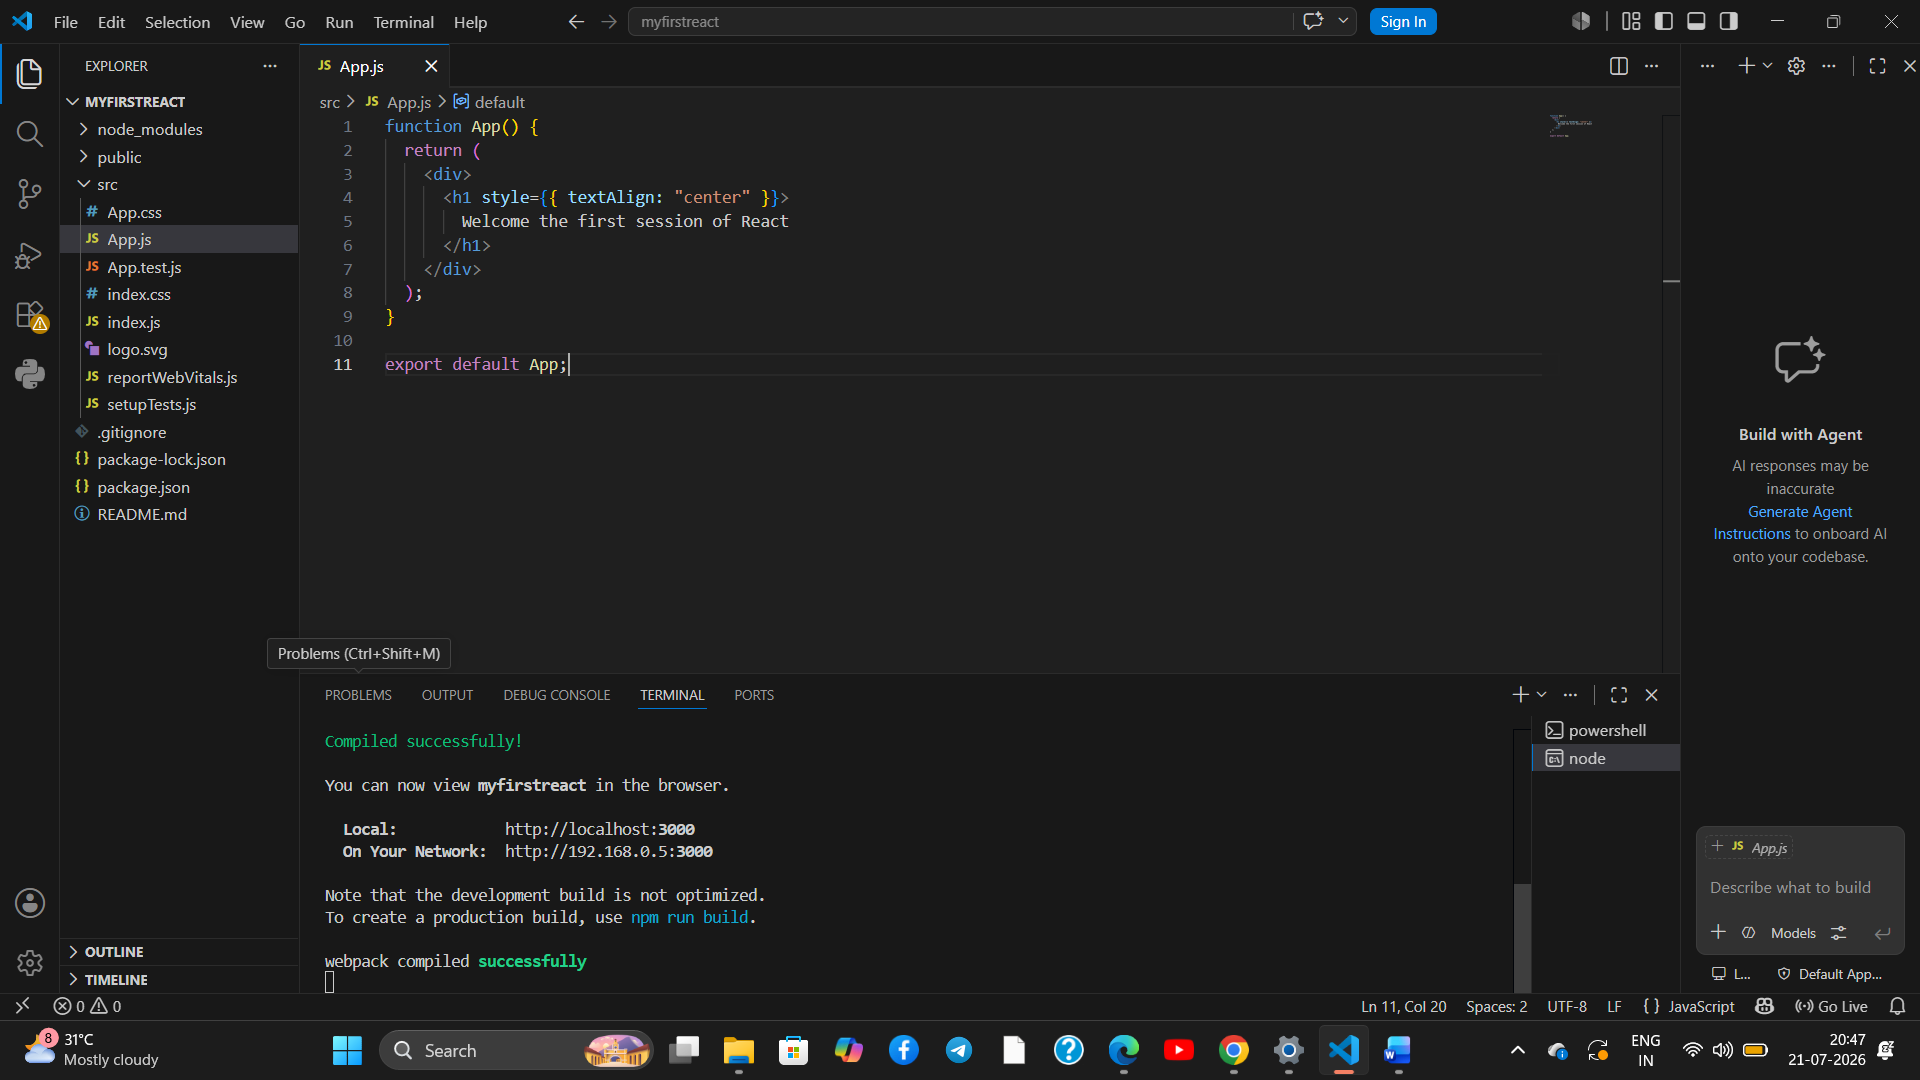 File Edit Selection View Go Run Terminal Help
myfirstreact
Sign In
EXPLORER
MYFIRSTREACT
node_modules
public
src
# App.css
JS App.js
JS App.test.js
# index.css
JS index.js
logo.svg
JS reportWebVitals.js
JS setupTests.js
.gitignore
{} package-lock.json
{} package.json
README.md
OUTLINE
TIMELINE
JS App.js
src > JS App.js > default
1 function App() {
2 return (
3 <div>
4 <h1 style={{ textAlign: "center" }}>
5 Welcome the first session of React
6 </h1>
7 </div>
8 );
9 }
10
11 export default App;
Problems (Ctrl+Shift+M)
PROBLEMS OUTPUT DEBUG CONSOLE TERMINAL PORTS
Compiled successfully!
You can now view myfirstreact in the browser.
Local: http://localhost:3000
On Your Network: http://192.168.0.5:3000
Note that the development build is not optimized.
To create a production build, use npm run build.
webpack compiled successfully
powershell
node
Build with Agent
AI responses may be
inaccurate
Generate Agent
Instructions to onboard AI
onto your codebase.
JS App.js
Describe what to build
Models
L...
Default App...
0 0
Ln 11, Col 20 Spaces: 2 UTF-8 LF {} JavaScript Go Live
8
31°C
Mostly cloudy
Search
ENG
IN
20:47
21-07-2026